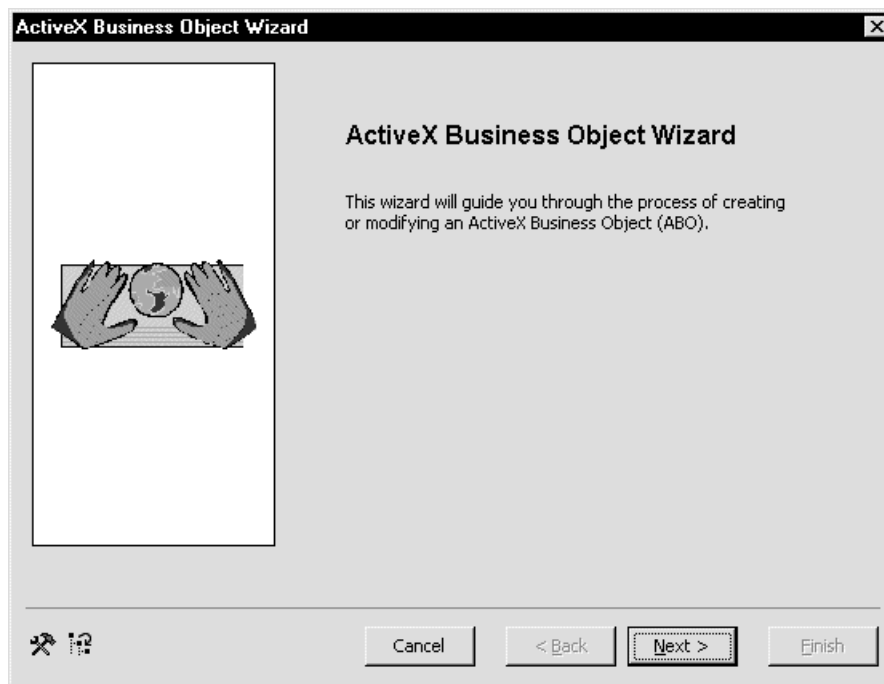 ActiveX Business Object Wizard
ActiveX Business Object Wizard
This wizard will guide you through the process of creating
or modifying an ActiveX Business Object (ABO).
Cancel
< Back
Next >
Finish